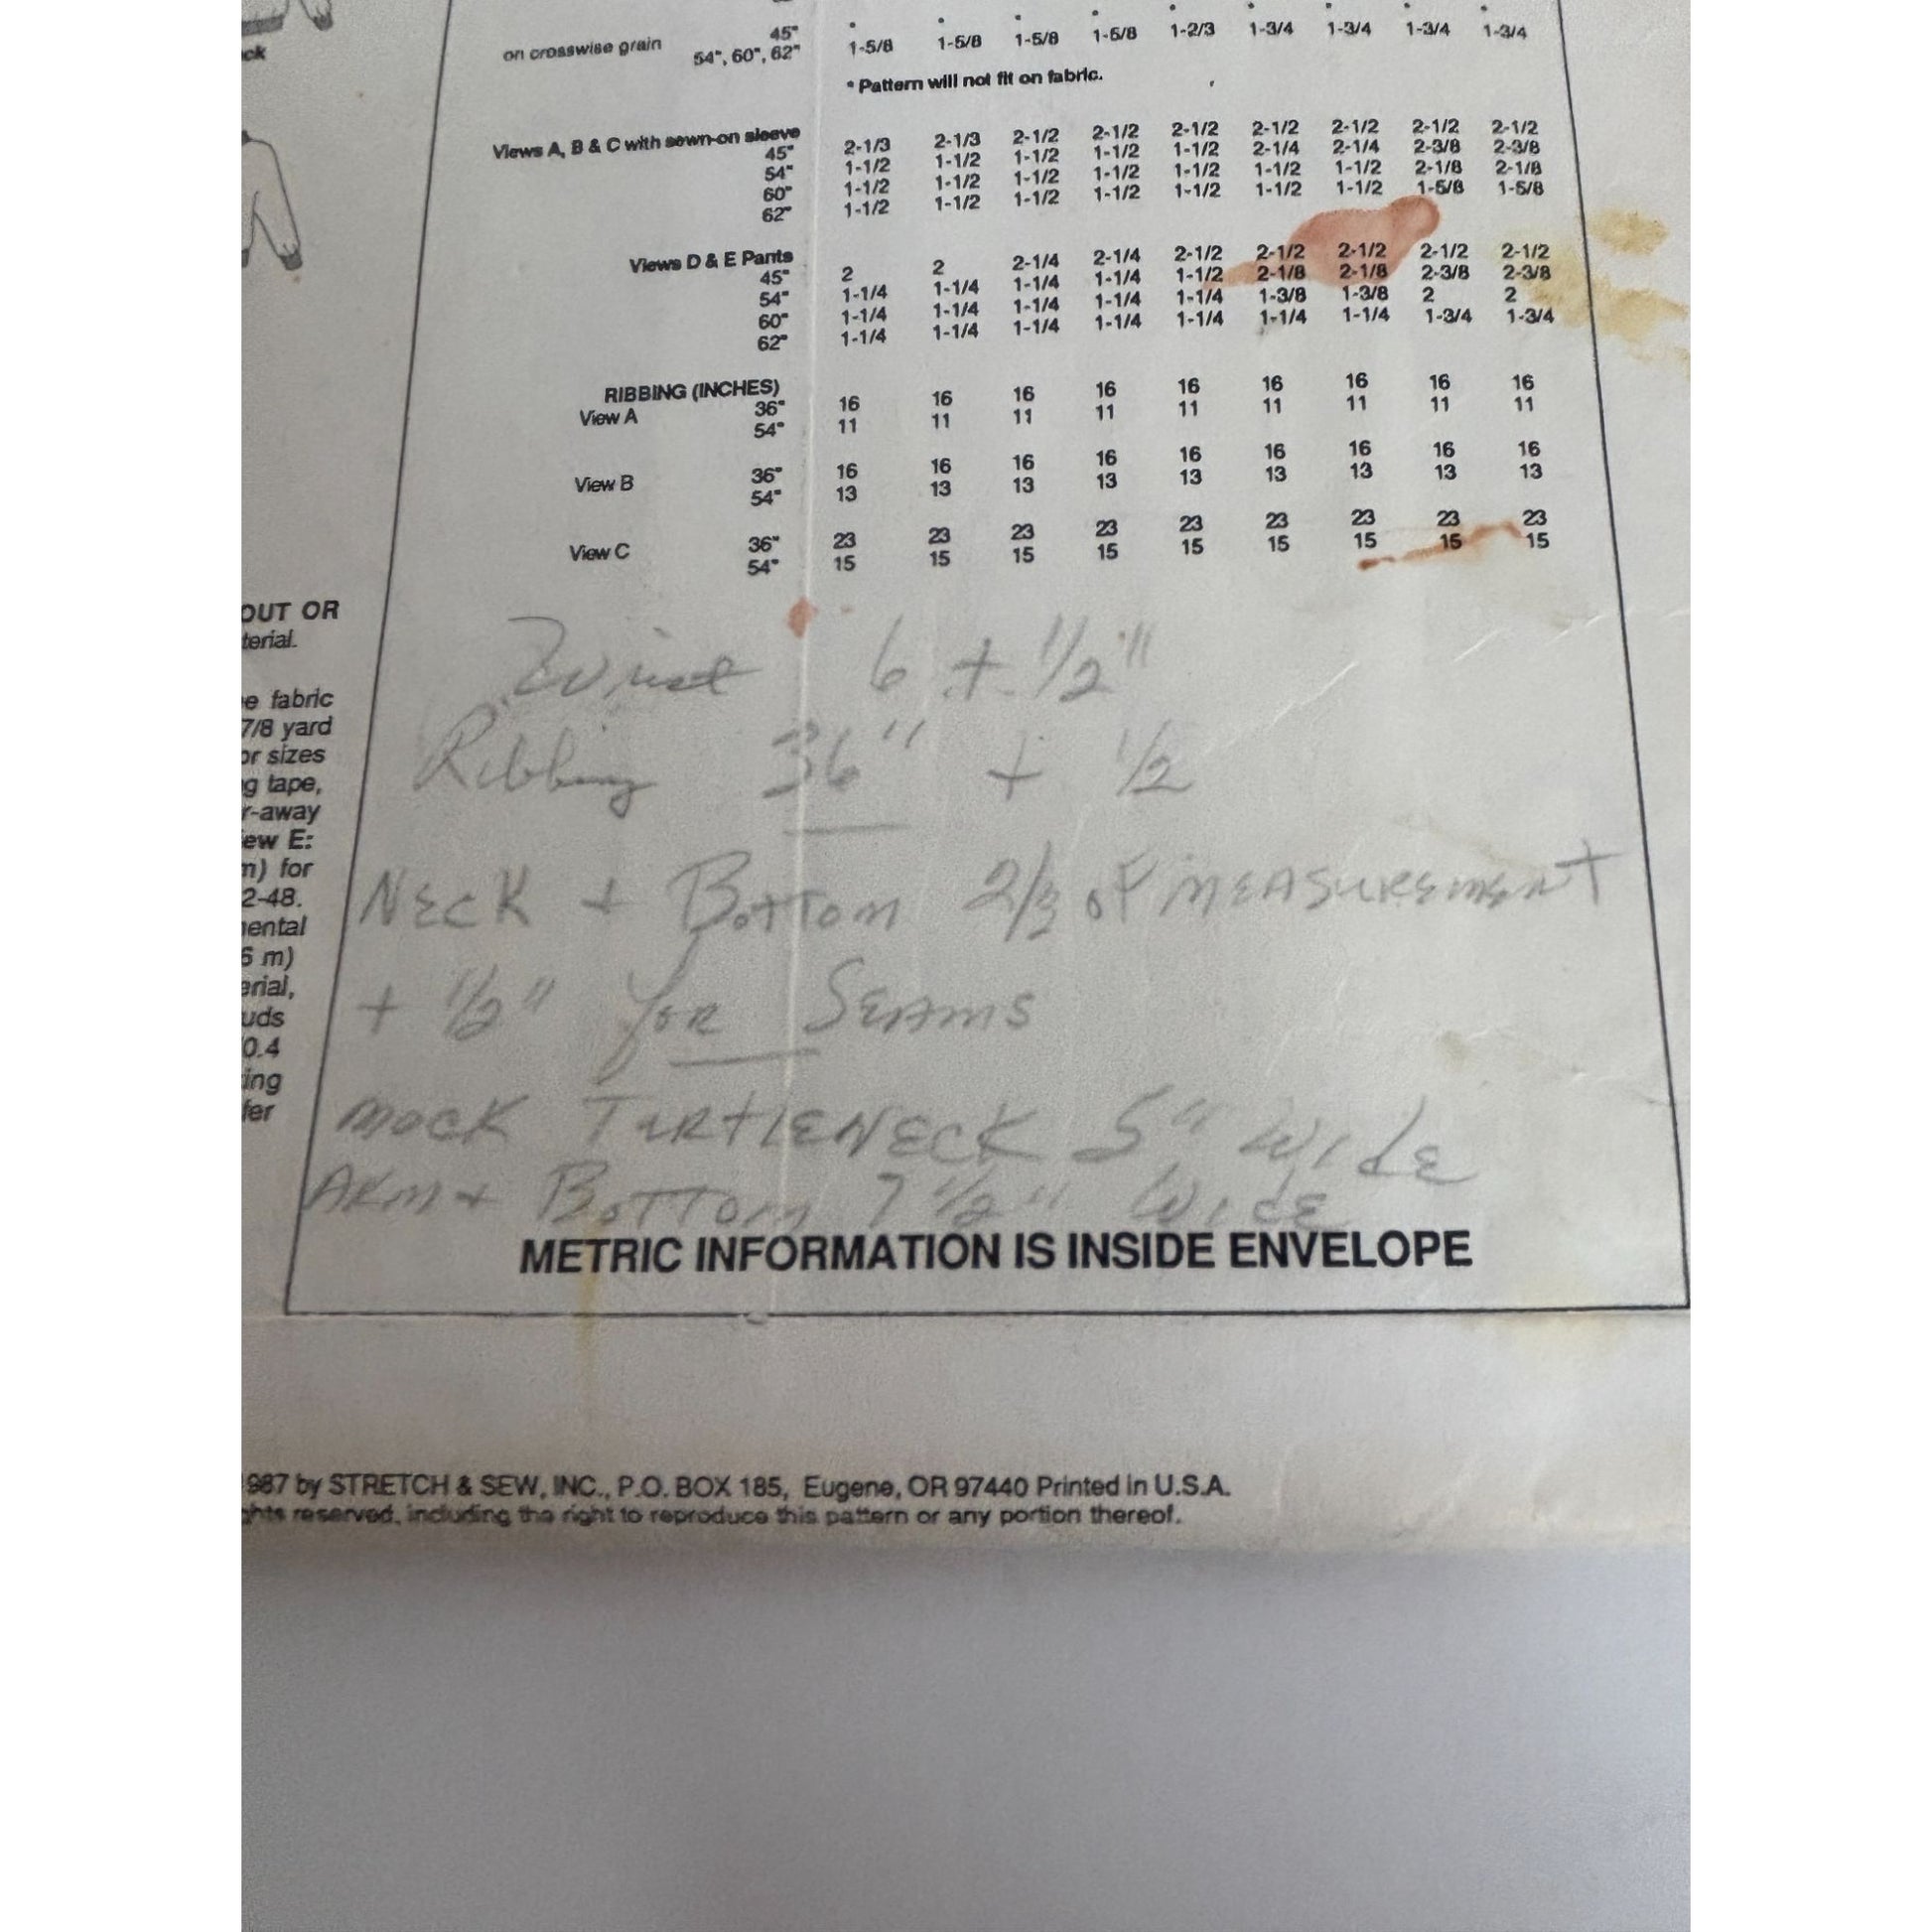 ck
on crosswise grain 45" * * * * * * * * *
54", 60", 62" 1-5/8 1-5/8 1-5/8 1-5/8 1-2/3 1-3/4 1-3/4 1-3/4 1-3/4
* Pattern will not fit on fabric.
Views A, B & C with sewn-on sleeve
45" 2-1/3 2-1/3 2-1/2 2-1/2 2-1/2 2-1/2 2-1/2 2-1/2 2-1/2
54" 1-1/2 1-1/2 1-1/2 1-1/2 1-1/2 2-1/4 2-1/4 2-3/8 2-3/8
60" 1-1/2 1-1/2 1-1/2 1-1/2 1-1/2 1-1/2 1-1/2 2-1/8 2-1/8
62" 1-1/2 1-1/2 1-1/2 1-1/2 1-1/2 1-1/2 1-1/2 1-5/8 1-5/8
Views D & E Pants
45" 2 2 2-1/4 2-1/4 2-1/2 2-1/2 2-1/2 2-1/2 2-1/2
54" 1-1/4 1-1/4 1-1/4 1-1/4 1-1/2 2-1/8 2-1/8 2-3/8 2-3/8
60" 1-1/4 1-1/4 1-1/4 1-1/4 1-1/4 1-3/8 1-3/8 2 2
62" 1-1/4 1-1/4 1-1/4 1-1/4 1-1/4 1-1/4 1-1/4 1-3/4 1-3/4
RIBBING (INCHES)
View A 36" 16 16 16 16 16 16 16 16 16
54" 11 11 11 11 11 11 11 11 11
View B 36" 16 16 16 16 16 16 16 16 16
54" 13 13 13 13 13 13 13 13 13
View C 36" 23 23 23 23 23 23 23 23 23
54" 15 15 15 15 15 15 15 15 15
OUT OR
terial.
e fabric
7/8 yard
or sizes
g tape,
r-away
ew E:
m) for
2-48.
nental
6 m)
erial,
uds
0.4
ing
fer
Wrist 6 + 1/2"
Ribbing 36" + 1/2
NECK + BOTTOM 2/3 OF MEASUREMENT
+ 1/2" FOR SEAMS
MOCK TURTLENECK 5" WIDE
ARM + BOTTOM 7 1/2" WIDE
METRIC INFORMATION IS INSIDE ENVELOPE
987 by STRETCH & SEW, INC., P.O. BOX 185, Eugene, OR 97440 Printed in U.S.A.
ghts reserved, including the right to reproduce this pattern or any portion thereof.